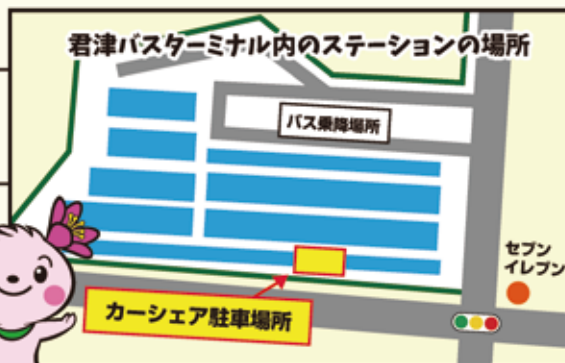 君津バスターミナル内のステーションの場所
バス乗降場所
セブン
イレブン
カーシェア駐車場所